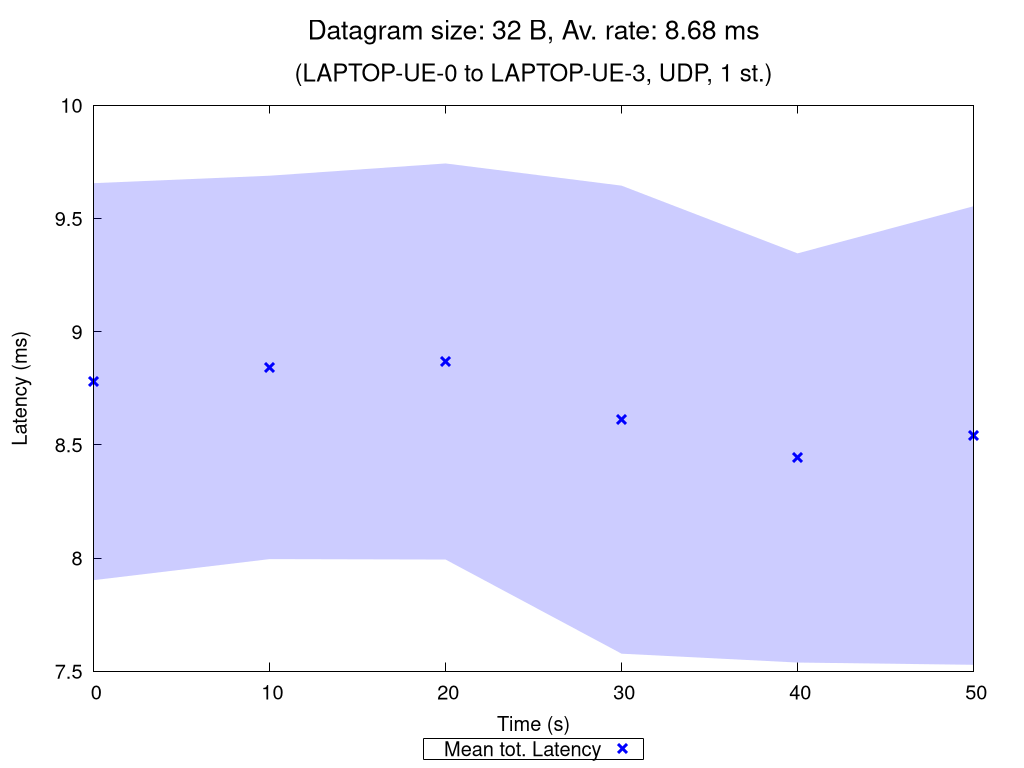 Datagram size: 32 B, Av. rate: 8.68 ms
(LAPTOP-UE-0 to LAPTOP-UE-3, UDP, 1 st.)
10
9.5
9
8.5
8
7.5
Latency (ms)
0 10 20 30 40 50
Time (s)
Mean tot. Latency